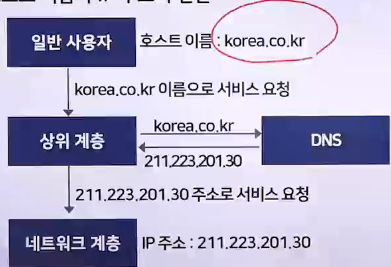 일반 사용자 호스트 이름 : korea.co.kr
korea.co.kr 이름으로 서비스 요청
상위 계층 korea.co.kr DNS
211.223.201.30
211.223.201.30 주소로 서비스 요청
네트워크 계층 IP 주소 : 211.223.201.30